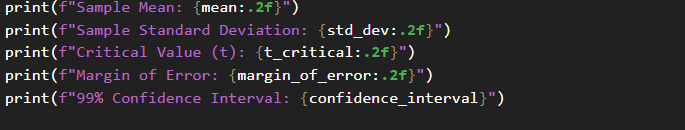 print(f"Sample Mean: {mean:.2f}")
print(f"Sample Standard Deviation: {std_dev:.2f}")
print(f"Critical Value (t): {t_critical:.2f}")
print(f"Margin of Error: {margin_of_error:.2f}")
print(f"99% Confidence Interval: {confidence_interval}")